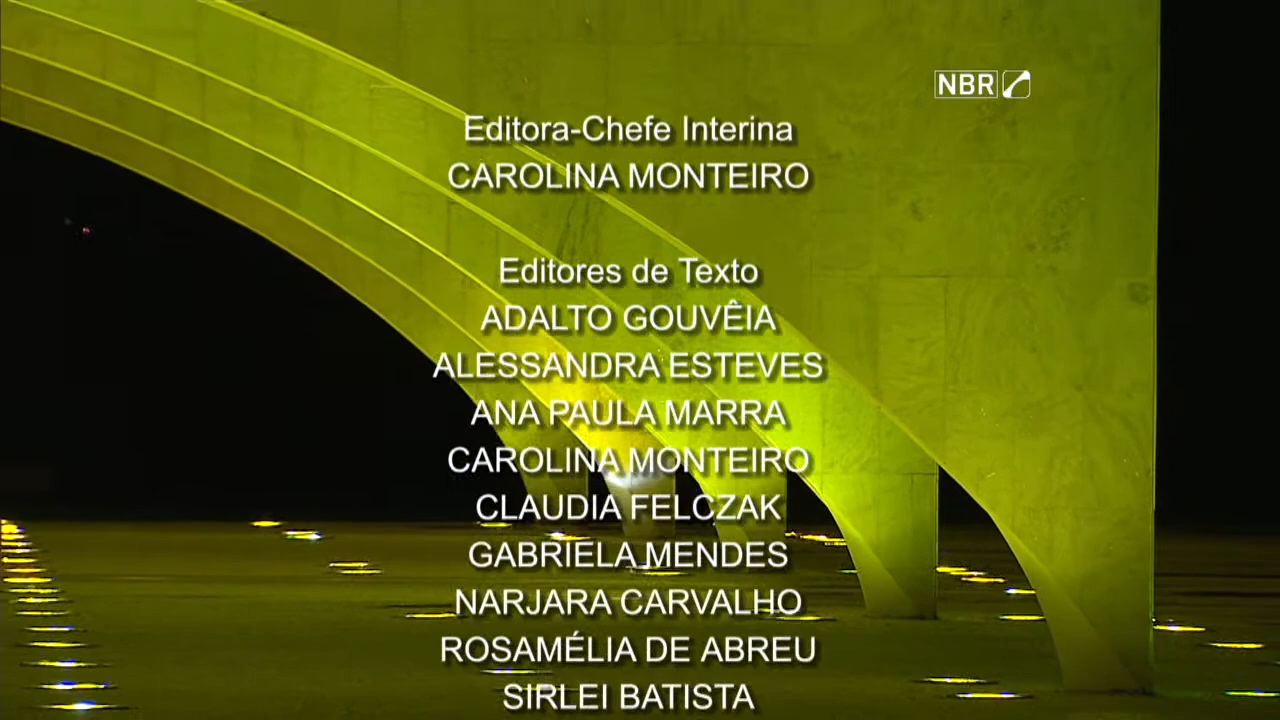 NBR
Editora-Chefe Interina
CAROLINA MONTEIRO
Editores de Texto
ADALTO GOUVÊIA
ALESSANDRA ESTEVES
ANA PAULA MARRA
CAROLINA MONTEIRO
CLAUDIA FELCZAK
GABRIELA MENDES
NARJARA CARVALHO
ROSAMÉLIA DE ABREU
SIRLEI BATISTA